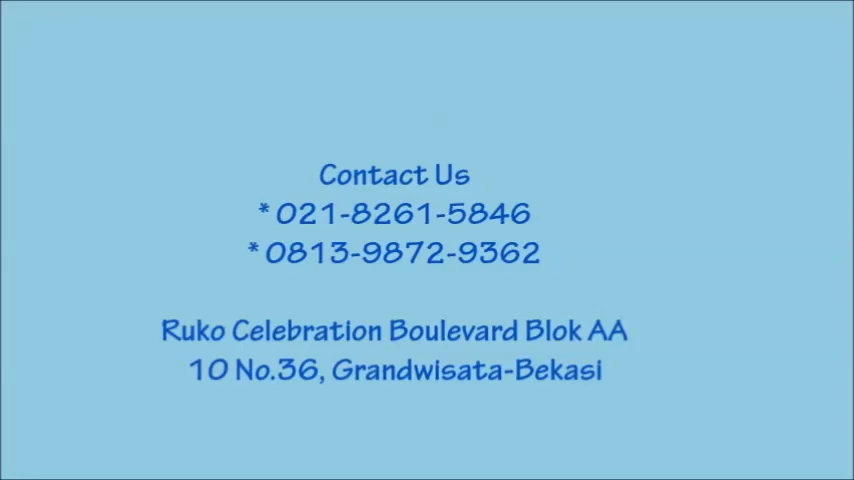 Contact Us
* 021-8261-5846
* 0813-9872-9362
Ruko Celebration Boulevard Blok AA
10 No.36, Grandwisata-Bekasi